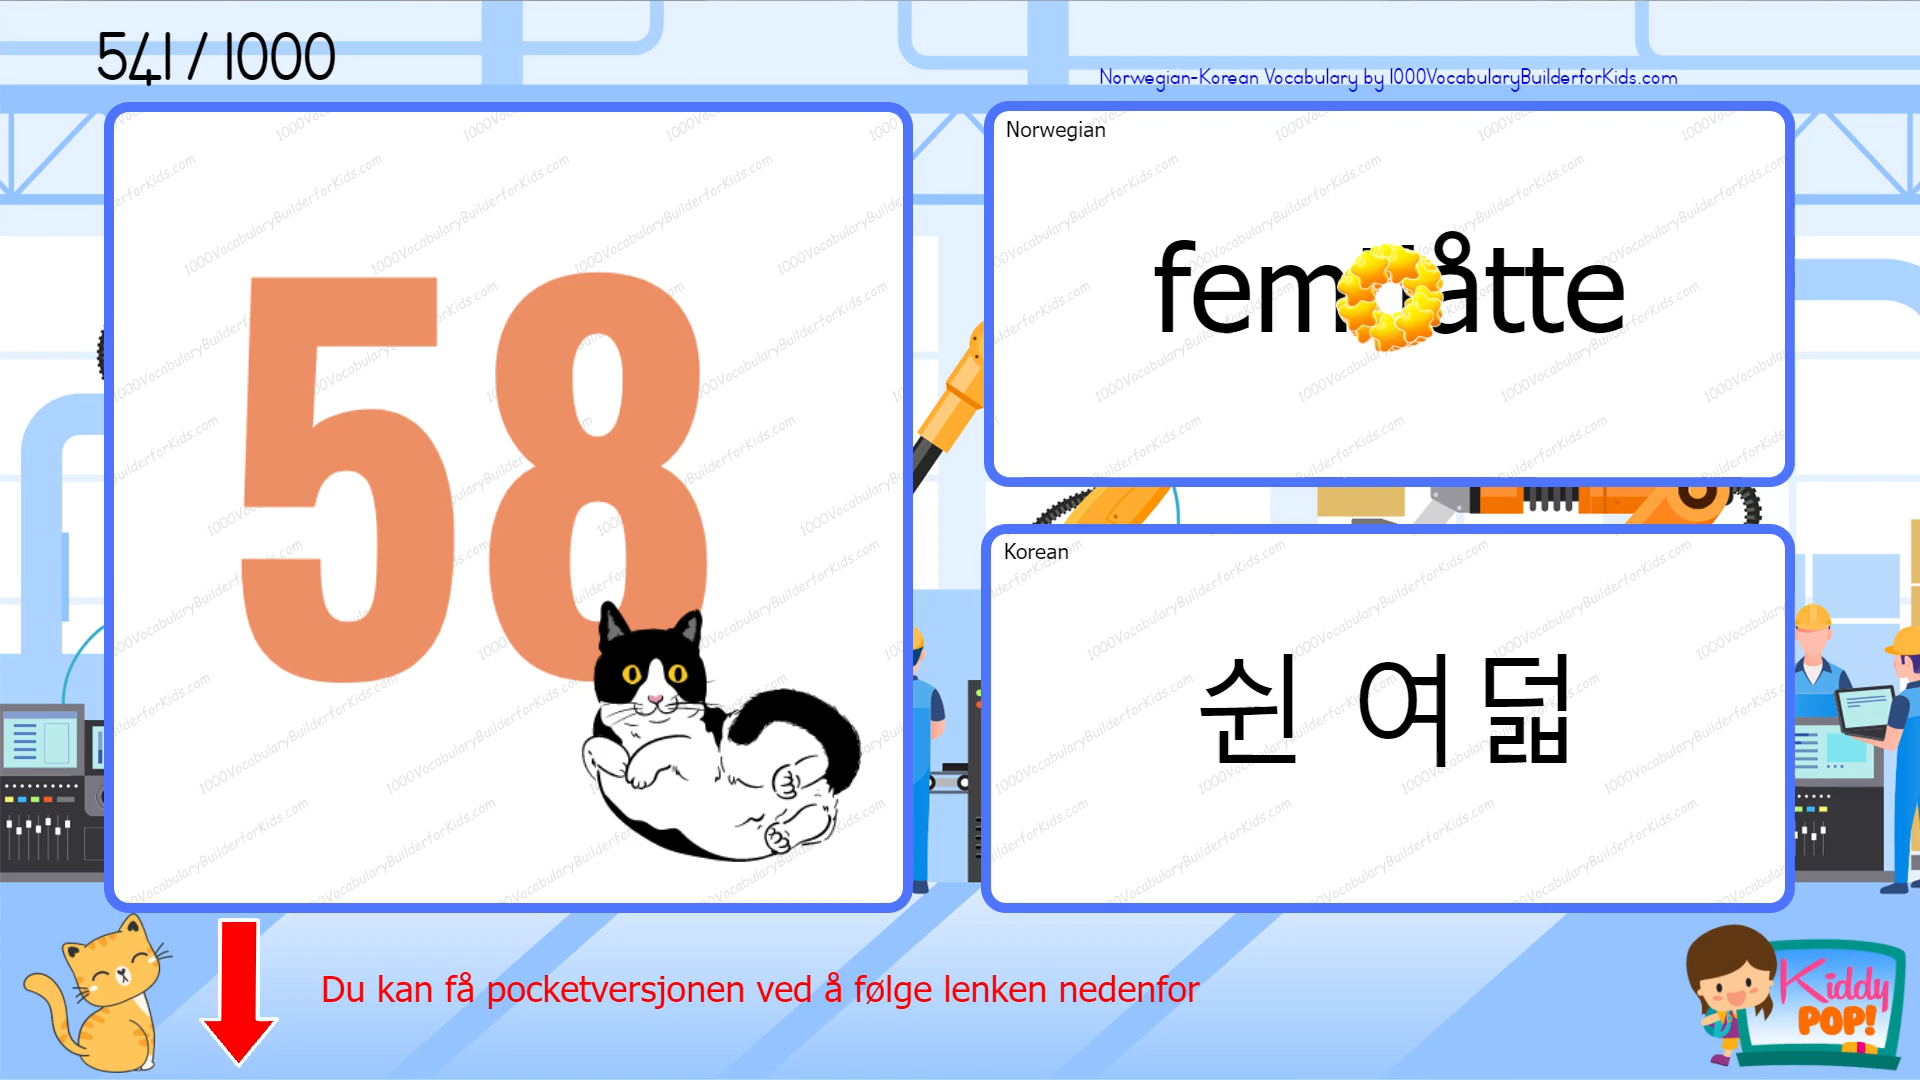 541 / 1000
Norwegian-Korean Vocabulary by 1000VocabularyBuilderforKids.com
Norwegian
58
Korean
쉰 여덟
Du kan få pocketversjonen ved å følge lenken nedenfor
Kiddy
POP!